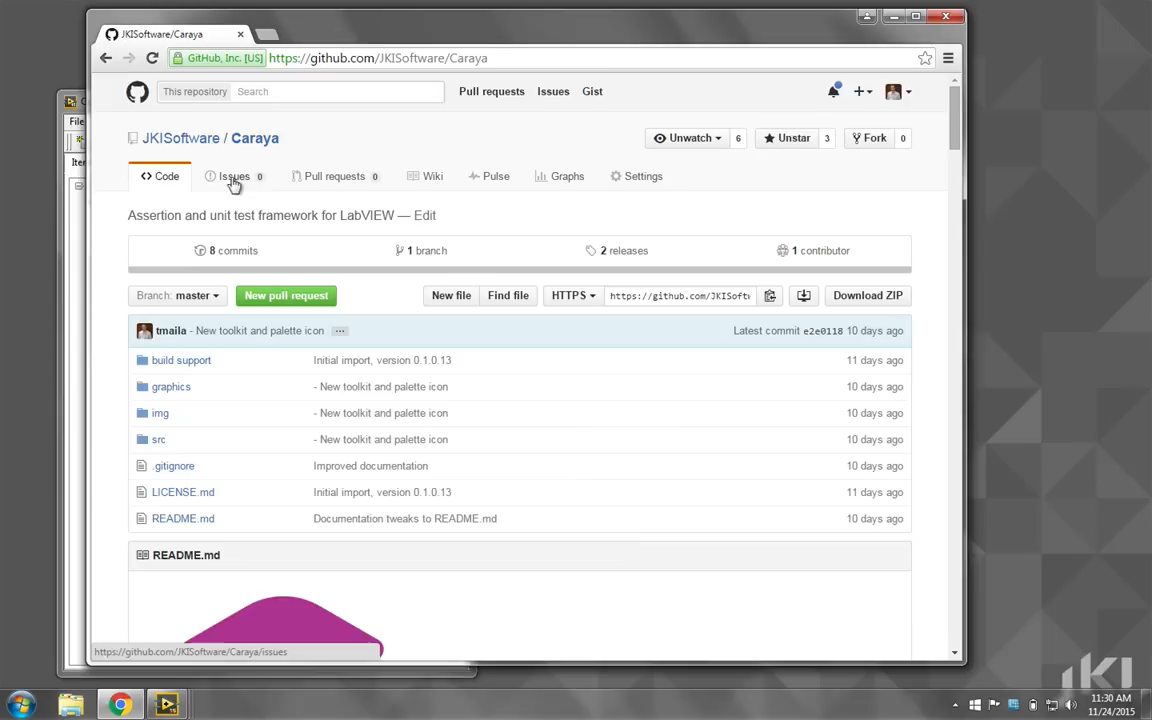 JKISoftware/Caraya
GitHub, Inc. [US]
https://github.com/JKISoftware/Caraya
This repository
Search
Pull requests
Issues
Gist
JKISoftware / Caraya
Unwatch
6
Unstar
3
Fork
0
Code
Issues
0
Pull requests
0
Wiki
Pulse
Graphs
Settings
Assertion and unit test framework for LabVIEW — Edit
8 commits
1 branch
2 releases
1 contributor
Branch: master
New pull request
New file
Find file
HTTPS
https://github.com/JKISoftw
Download ZIP
tmaila - New toolkit and palette icon ...
Latest commit e2e0118 10 days ago
build support
Initial import, version 0.1.0.13
11 days ago
graphics
- New toolkit and palette icon
10 days ago
img
- New toolkit and palette icon
10 days ago
src
- New toolkit and palette icon
10 days ago
.gitignore
Improved documentation
10 days ago
LICENSE.md
Initial import, version 0.1.0.13
11 days ago
README.md
Documentation tweaks to README.md
10 days ago
README.md
https://github.com/JKISoftware/Caraya/issues
JKI
11:30 AM
11/24/2015